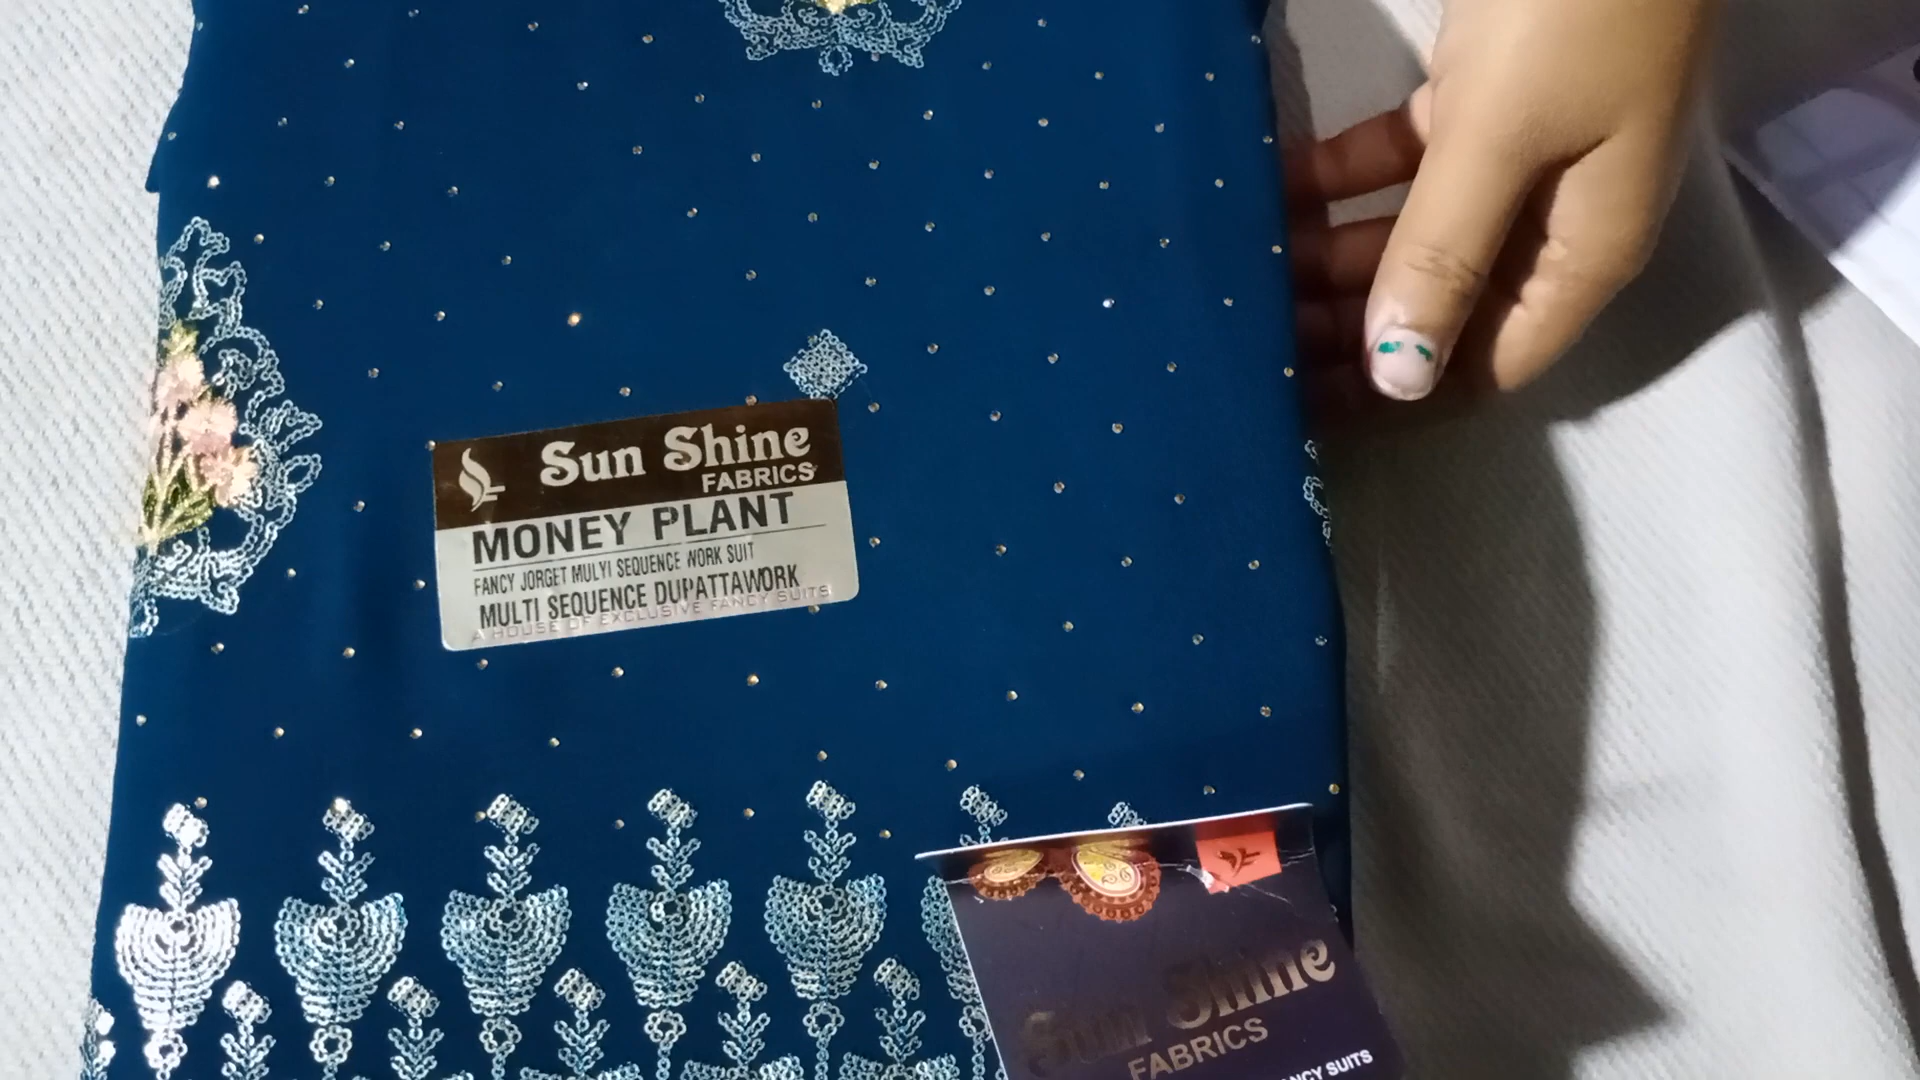 Sun Shine
FABRICS
MONEY PLANT
FANCY JORGET MULYI SEQUENCE WORK SUIT
MULTI SEQUENCE DUPATTAWORK
A HOUSE OF EXCLUSIVE FANCY SUITS
Sun Shine
FABRICS
SUITS